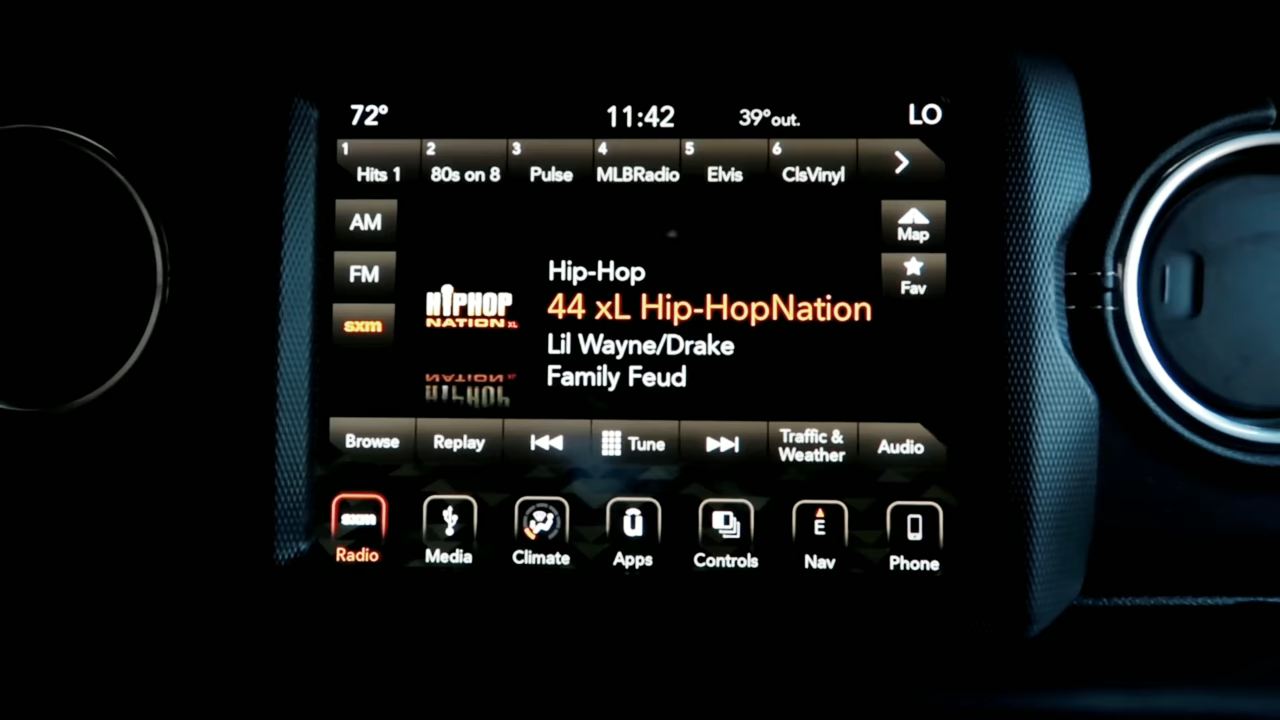 72° 11:42 39°out. LO
1 2 3 4 5 6
Hits 1 80s on 8 Pulse MLBRadio Elvis ClsVinyl
AM
Map
FM
Fav
sxm
HIPHOP
NATION XL
Hip-Hop
44 xL Hip-HopNation
Lil Wayne/Drake
Family Feud
Browse Replay Tune Traffic & Weather Audio
sxm E
Radio Media Climate Apps Controls Nav Phone